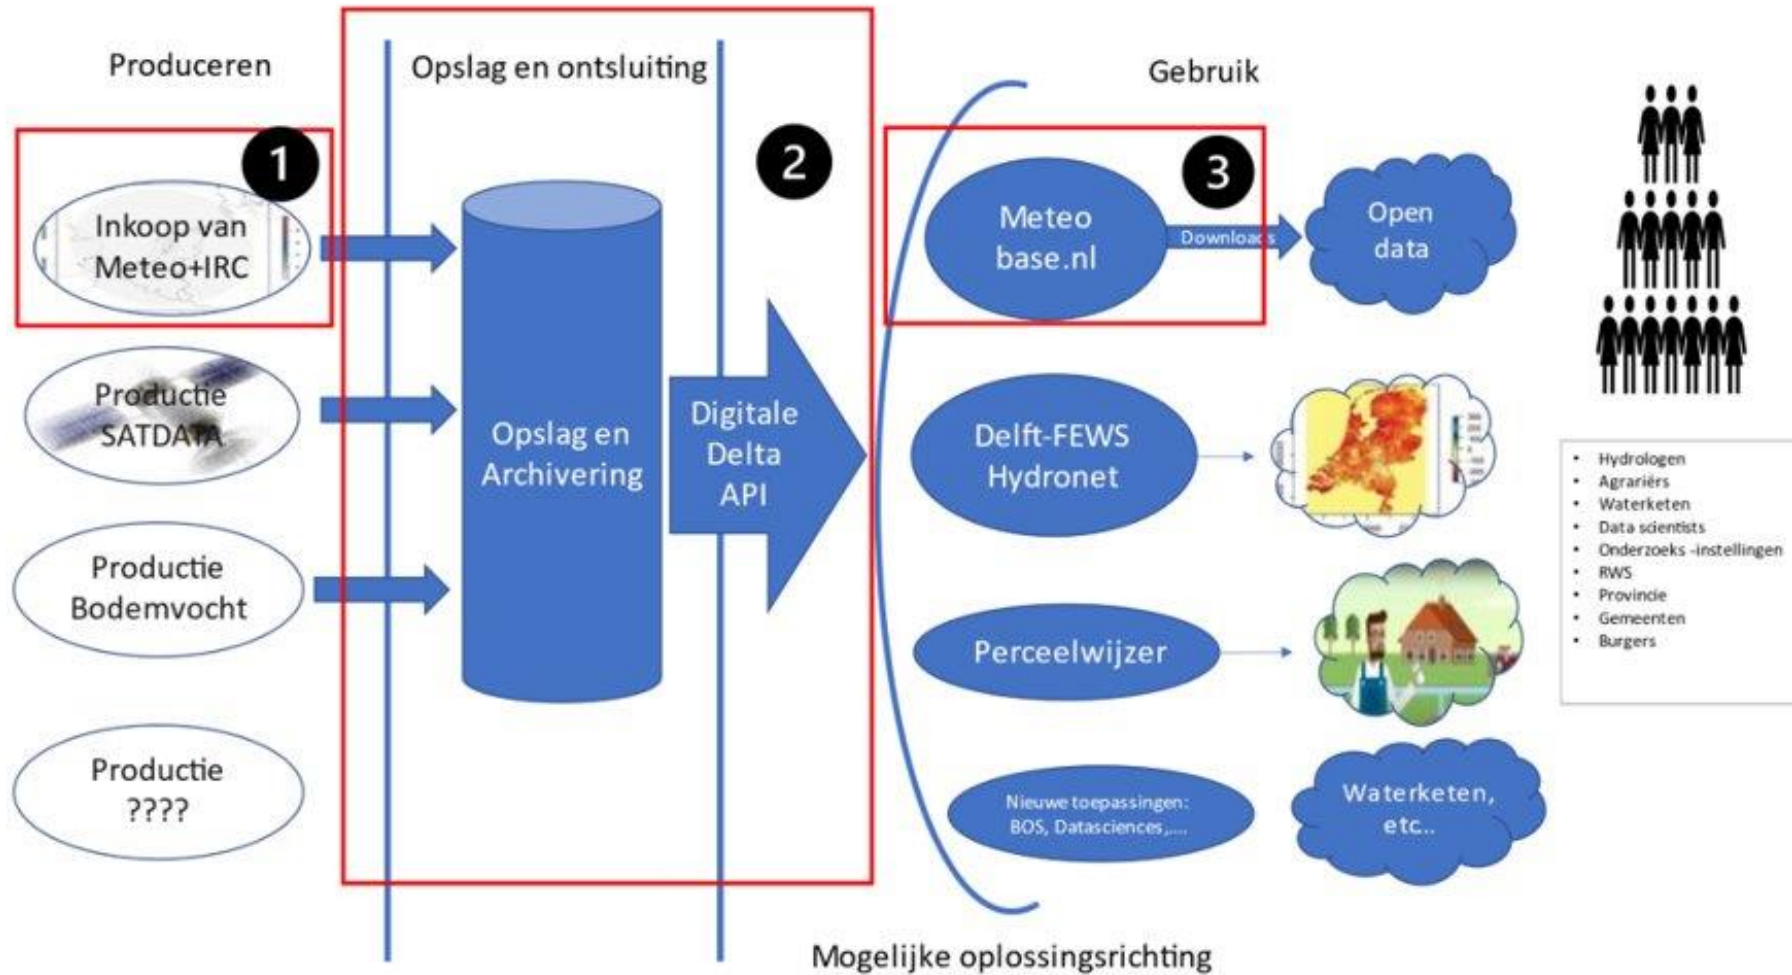 Produceren
Opslag en ontsluiting
Gebruik
1
2
3
Inkoop van
Meteo+IRC
Productie
SATDATA
Productie
Bodemvocht
Productie
????
Opslag en
Archivering
Digitale
Delta
API
Meteo
base.nl
Downloads
Open
data
Delft-FEWS
Hydronet
Perceelwijzer
Nieuwe toepassingen:
BOS, Datasciences,....
Waterketen,
etc..
• Hydrologen
• Agrariërs
• Waterketen
• Data scientists
• Onderzoeks -instellingen
• RWS
• Provincie
• Gemeenten
• Burgers
Mogelijke oplossingsrichting